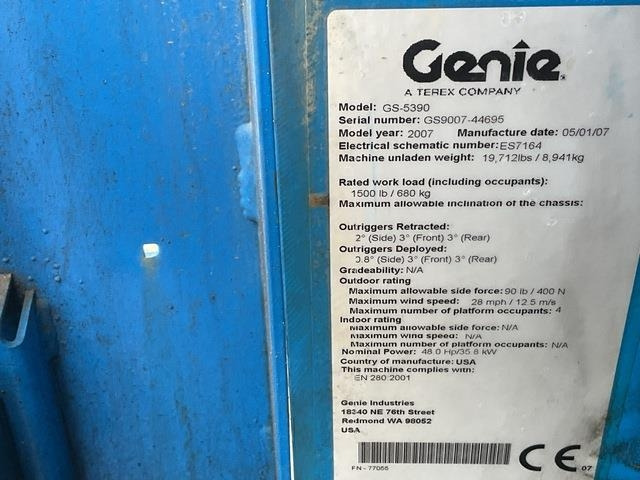 Genie
A TEREX COMPANY
Model: GS-5390
Serial number: GS9007-44695
Model year: 2007 Manufacture date: 05/01/07
Electrical schematic number: ES7164
Machine unladen weight: 19,712lbs / 8,941kg
Rated work load (including occupants):
1500 lb / 680 kg
Maximum allowable inclination of the chassis:
Outriggers Retracted:
2° (Side) 3° (Front) 3° (Rear)
Outriggers Deployed:
0.8° (Side) 3° (Front) 3° (Rear)
Gradeability: N/A
Outdoor rating
Maximum allowable side force: 90 lb / 400 N
Maximum wind speed: 28 mph / 12.5 m/s
Maximum number of platform occupants: 4
Indoor rating
Maximum allowable side force: N/A
Maximum wind speed: N/A
Maximum number of platform occupants: N/A
Nominal Power: 48.0 Hp/35.8 kW
Country of manufacture: USA
This machine complies with:
EN 280:2001
Genie Industries
18340 NE 76th Street
Redmond WA 98052
USA
PN - 77055
CE 07